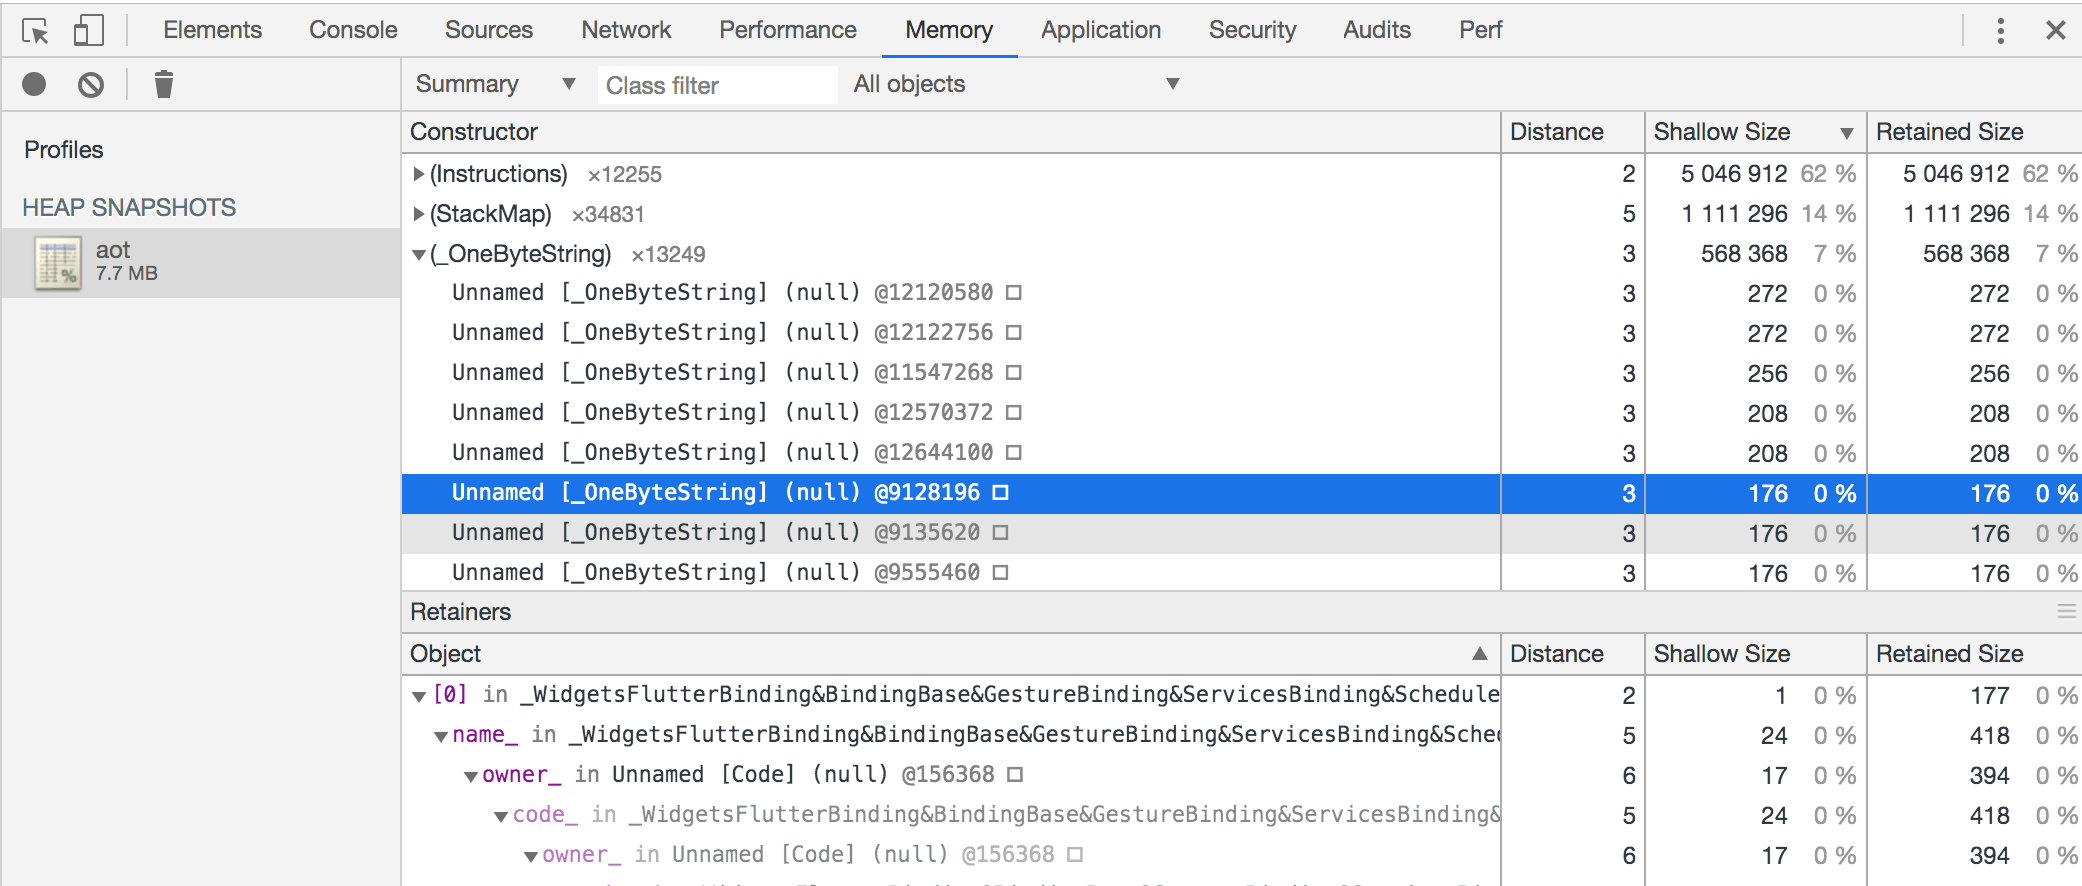 Elements Console Sources Network Performance Memory Application Security Audits Perf
Summary Class filter All objects
Profiles
HEAP SNAPSHOTS
aot
7.7 MB
Constructor Distance Shallow Size Retained Size
(Instructions) ×12255 2 5 046 912 62 % 5 046 912 62 %
(StackMap) ×34831 5 1 111 296 14 % 1 111 296 14 %
(_OneByteString) ×13249 3 568 368 7 % 568 368 7 %
Unnamed [_OneByteString] (null) @12120580 3 272 0 % 272 0 %
Unnamed [_OneByteString] (null) @12122756 3 272 0 % 272 0 %
Unnamed [_OneByteString] (null) @11547268 3 256 0 % 256 0 %
Unnamed [_OneByteString] (null) @12570372 3 208 0 % 208 0 %
Unnamed [_OneByteString] (null) @12644100 3 208 0 % 208 0 %
Unnamed [_OneByteString] (null) @9128196 3 176 0 % 176 0 %
Unnamed [_OneByteString] (null) @9135620 3 176 0 % 176 0 %
Unnamed [_OneByteString] (null) @9555460 3 176 0 % 176 0 %
Retainers
Object Distance Shallow Size Retained Size
[0] in _WidgetsFlutterBinding&BindingBase&GestureBinding&ServicesBinding&Schedule 2 1 0 % 177 0 %
name_ in _WidgetsFlutterBinding&BindingBase&GestureBinding&ServicesBinding&Sche 5 24 0 % 418 0 %
owner_ in Unnamed [Code] (null) @156368 6 17 0 % 394 0 %
code_ in _WidgetsFlutterBinding&BindingBase&GestureBinding&ServicesBinding& 5 24 0 % 418 0 %
owner_ in Unnamed [Code] (null) @156368 6 17 0 % 394 0 %